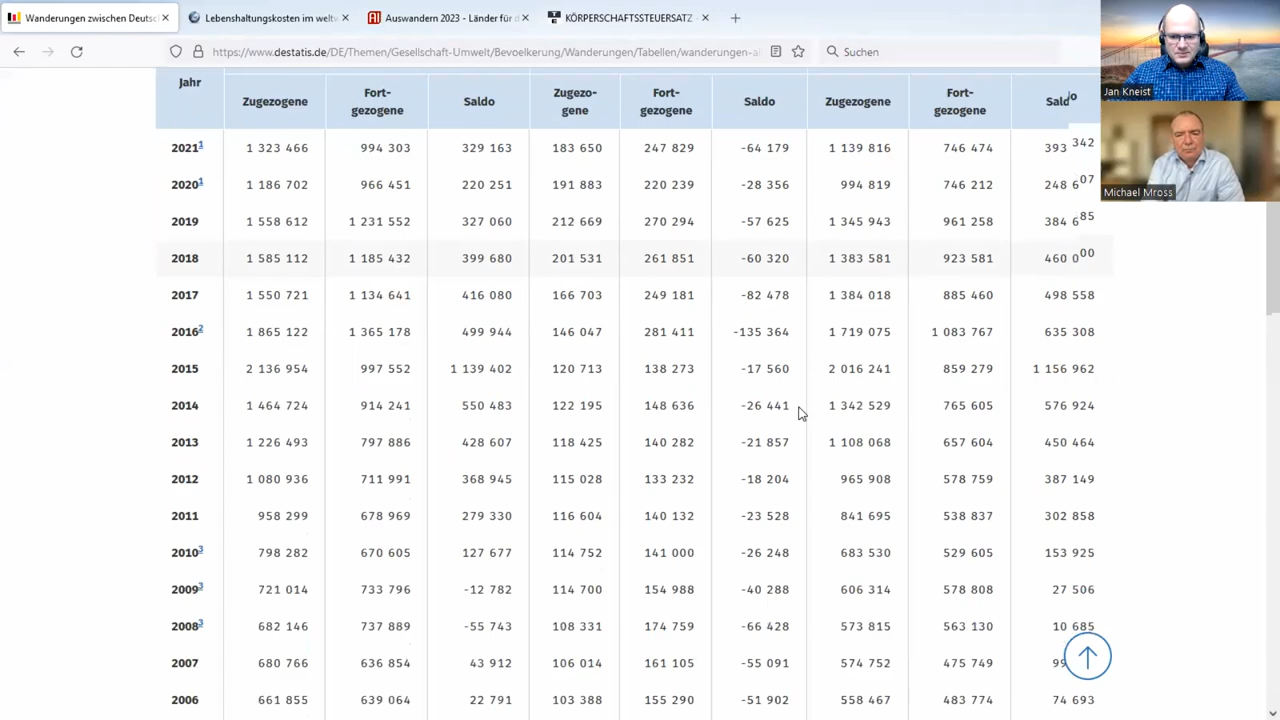 Wanderungen zwischen Deutsc
Lebenshaltungskosten im weltw
Auswandern 2023 - Länder für d
KÖRPERSCHAFTSSTEUERSATZ -
https://www.destatis.de/DE/Themen/Gesellschaft-Umwelt/Bevoelkerung/Wanderungen/Tabellen/wanderungen-al
Suchen
Jan Kneist
Michael Mross
Jahr Zugezogene Fort- gezogene Saldo Zugezo- gene Fort- gezogene Saldo Zugezogene Fort- gezogene Saldo
2021¹ 1 323 466 994 303 329 163 183 650 247 829 -64 179 1 139 816 746 474 393 342
2020¹ 1 186 702 966 451 220 251 191 883 220 239 -28 356 994 819 746 212 248 607
2019 1 558 612 1 231 552 327 060 212 669 270 294 -57 625 1 345 943 961 258 384 685
2018 1 585 112 1 185 432 399 680 201 531 261 851 -60 320 1 383 581 923 581 460 000
2017 1 550 721 1 134 641 416 080 166 703 249 181 -82 478 1 384 018 885 460 498 558
2016² 1 865 122 1 365 178 499 944 146 047 281 411 -135 364 1 719 075 1 083 767 635 308
2015 2 136 954 997 552 1 139 402 120 713 138 273 -17 560 2 016 241 859 279 1 156 962
2014 1 464 724 914 241 550 483 122 195 148 636 -26 441 1 342 529 765 605 576 924
2013 1 226 493 797 886 428 607 118 425 140 282 -21 857 1 108 068 657 604 450 464
2012 1 080 936 711 991 368 945 115 028 133 232 -18 204 965 908 578 759 387 149
2011 958 299 678 969 279 330 116 604 140 132 -23 528 841 695 538 837 302 858
2010³ 798 282 670 605 127 677 114 752 141 000 -26 248 683 530 529 605 153 925
2009³ 721 014 733 796 -12 782 114 700 154 988 -40 288 606 314 578 808 27 506
2008³ 682 146 737 889 -55 743 108 331 174 759 -66 428 573 815 563 130 10 685
2007 680 766 636 854 43 912 106 014 161 105 -55 091 574 752 475 749 99
2006 661 855 639 064 22 791 103 388 155 290 -51 902 558 467 483 774 74 693